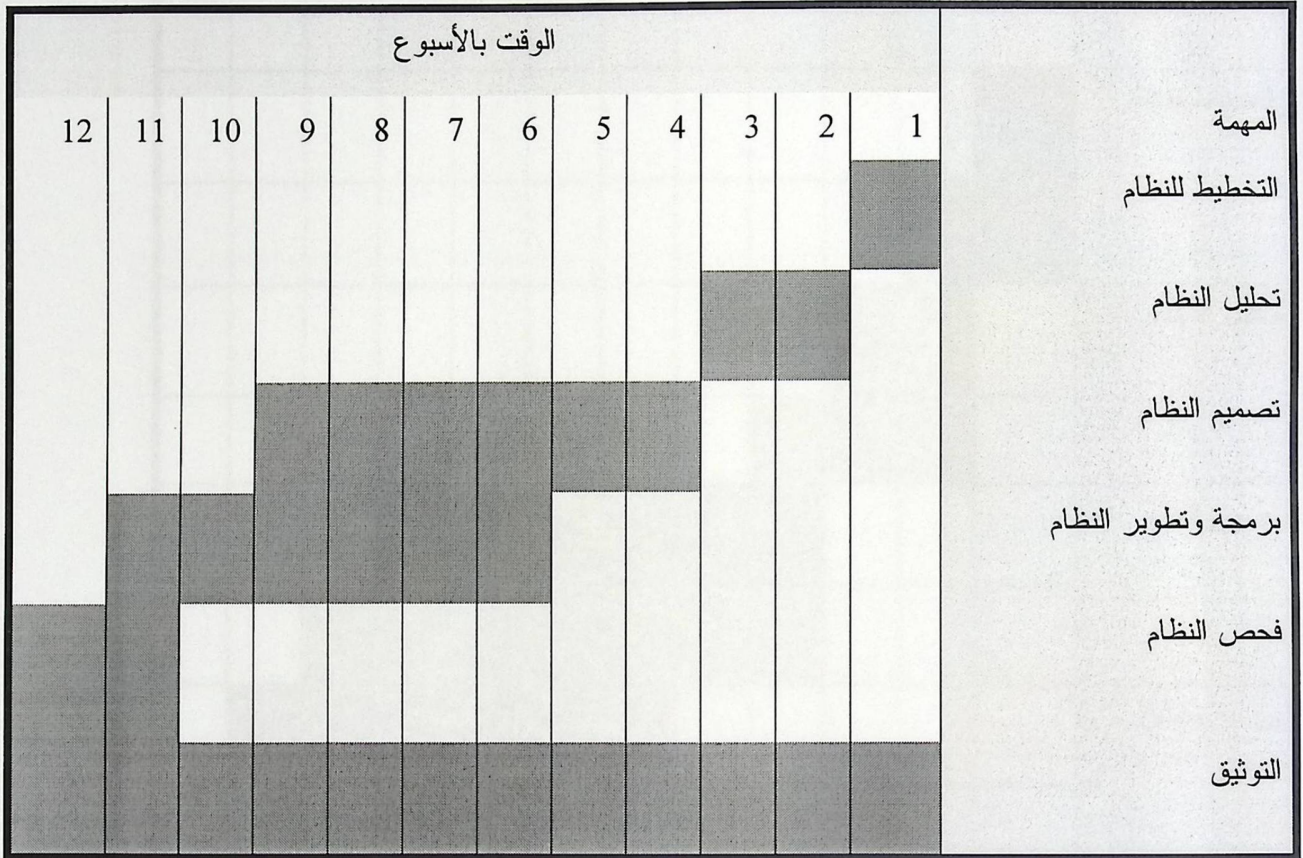 الوقت بالأسبوع
المهمة 1 2 3 4 5 6 7 8 9 10 11 12
التخطيط للنظام
تحليل النظام
تصميم النظام
برمجة وتطوير النظام
فحص النظام
التوثيق